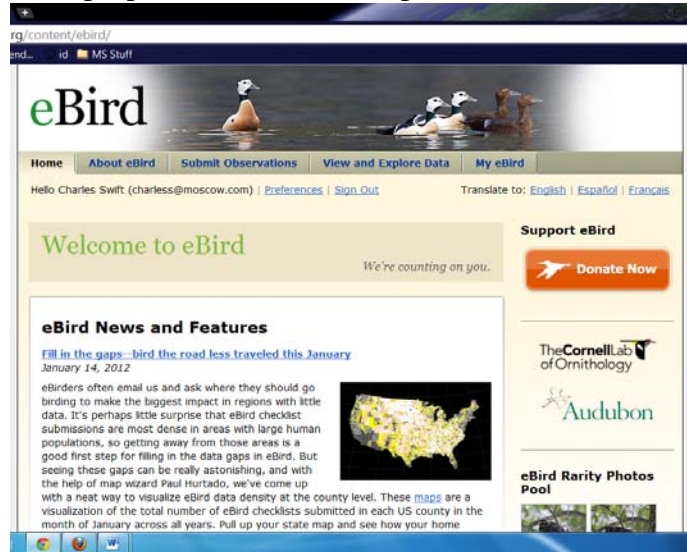 rg/content/ebird/
end... id MS Stuff
eBird
Home About eBird Submit Observations View and Explore Data My eBird
Hello Charles Swift (charless@moscow.com) | Preferences | Sign Out Translate to: English | Español | Français
Welcome to eBird
We're counting on you.
Support eBird
Donate Now
eBird News and Features
Fill in the gaps--bird the road less traveled this January
January 14, 2012
eBirders often email us and ask where they should go
birding to make the biggest impact in regions with little
data. It's perhaps little surprise that eBird checklist
submissions are most dense in areas with large human
populations, so getting away from those areas is a
good first step for filling in the data gaps in eBird. But
seeing these gaps can be really astonishing, and with
the help of map wizard Paul Hurtado, we've come up
with a neat way to visualize eBird data density at the county level. These maps are a
visualization of the total number of eBird checklists submitted in each US county in the
month of January across all years. Pull up your state map and see how your home
TheCornellLab
of Ornithology
Audubon
eBird Rarity Photos
Pool